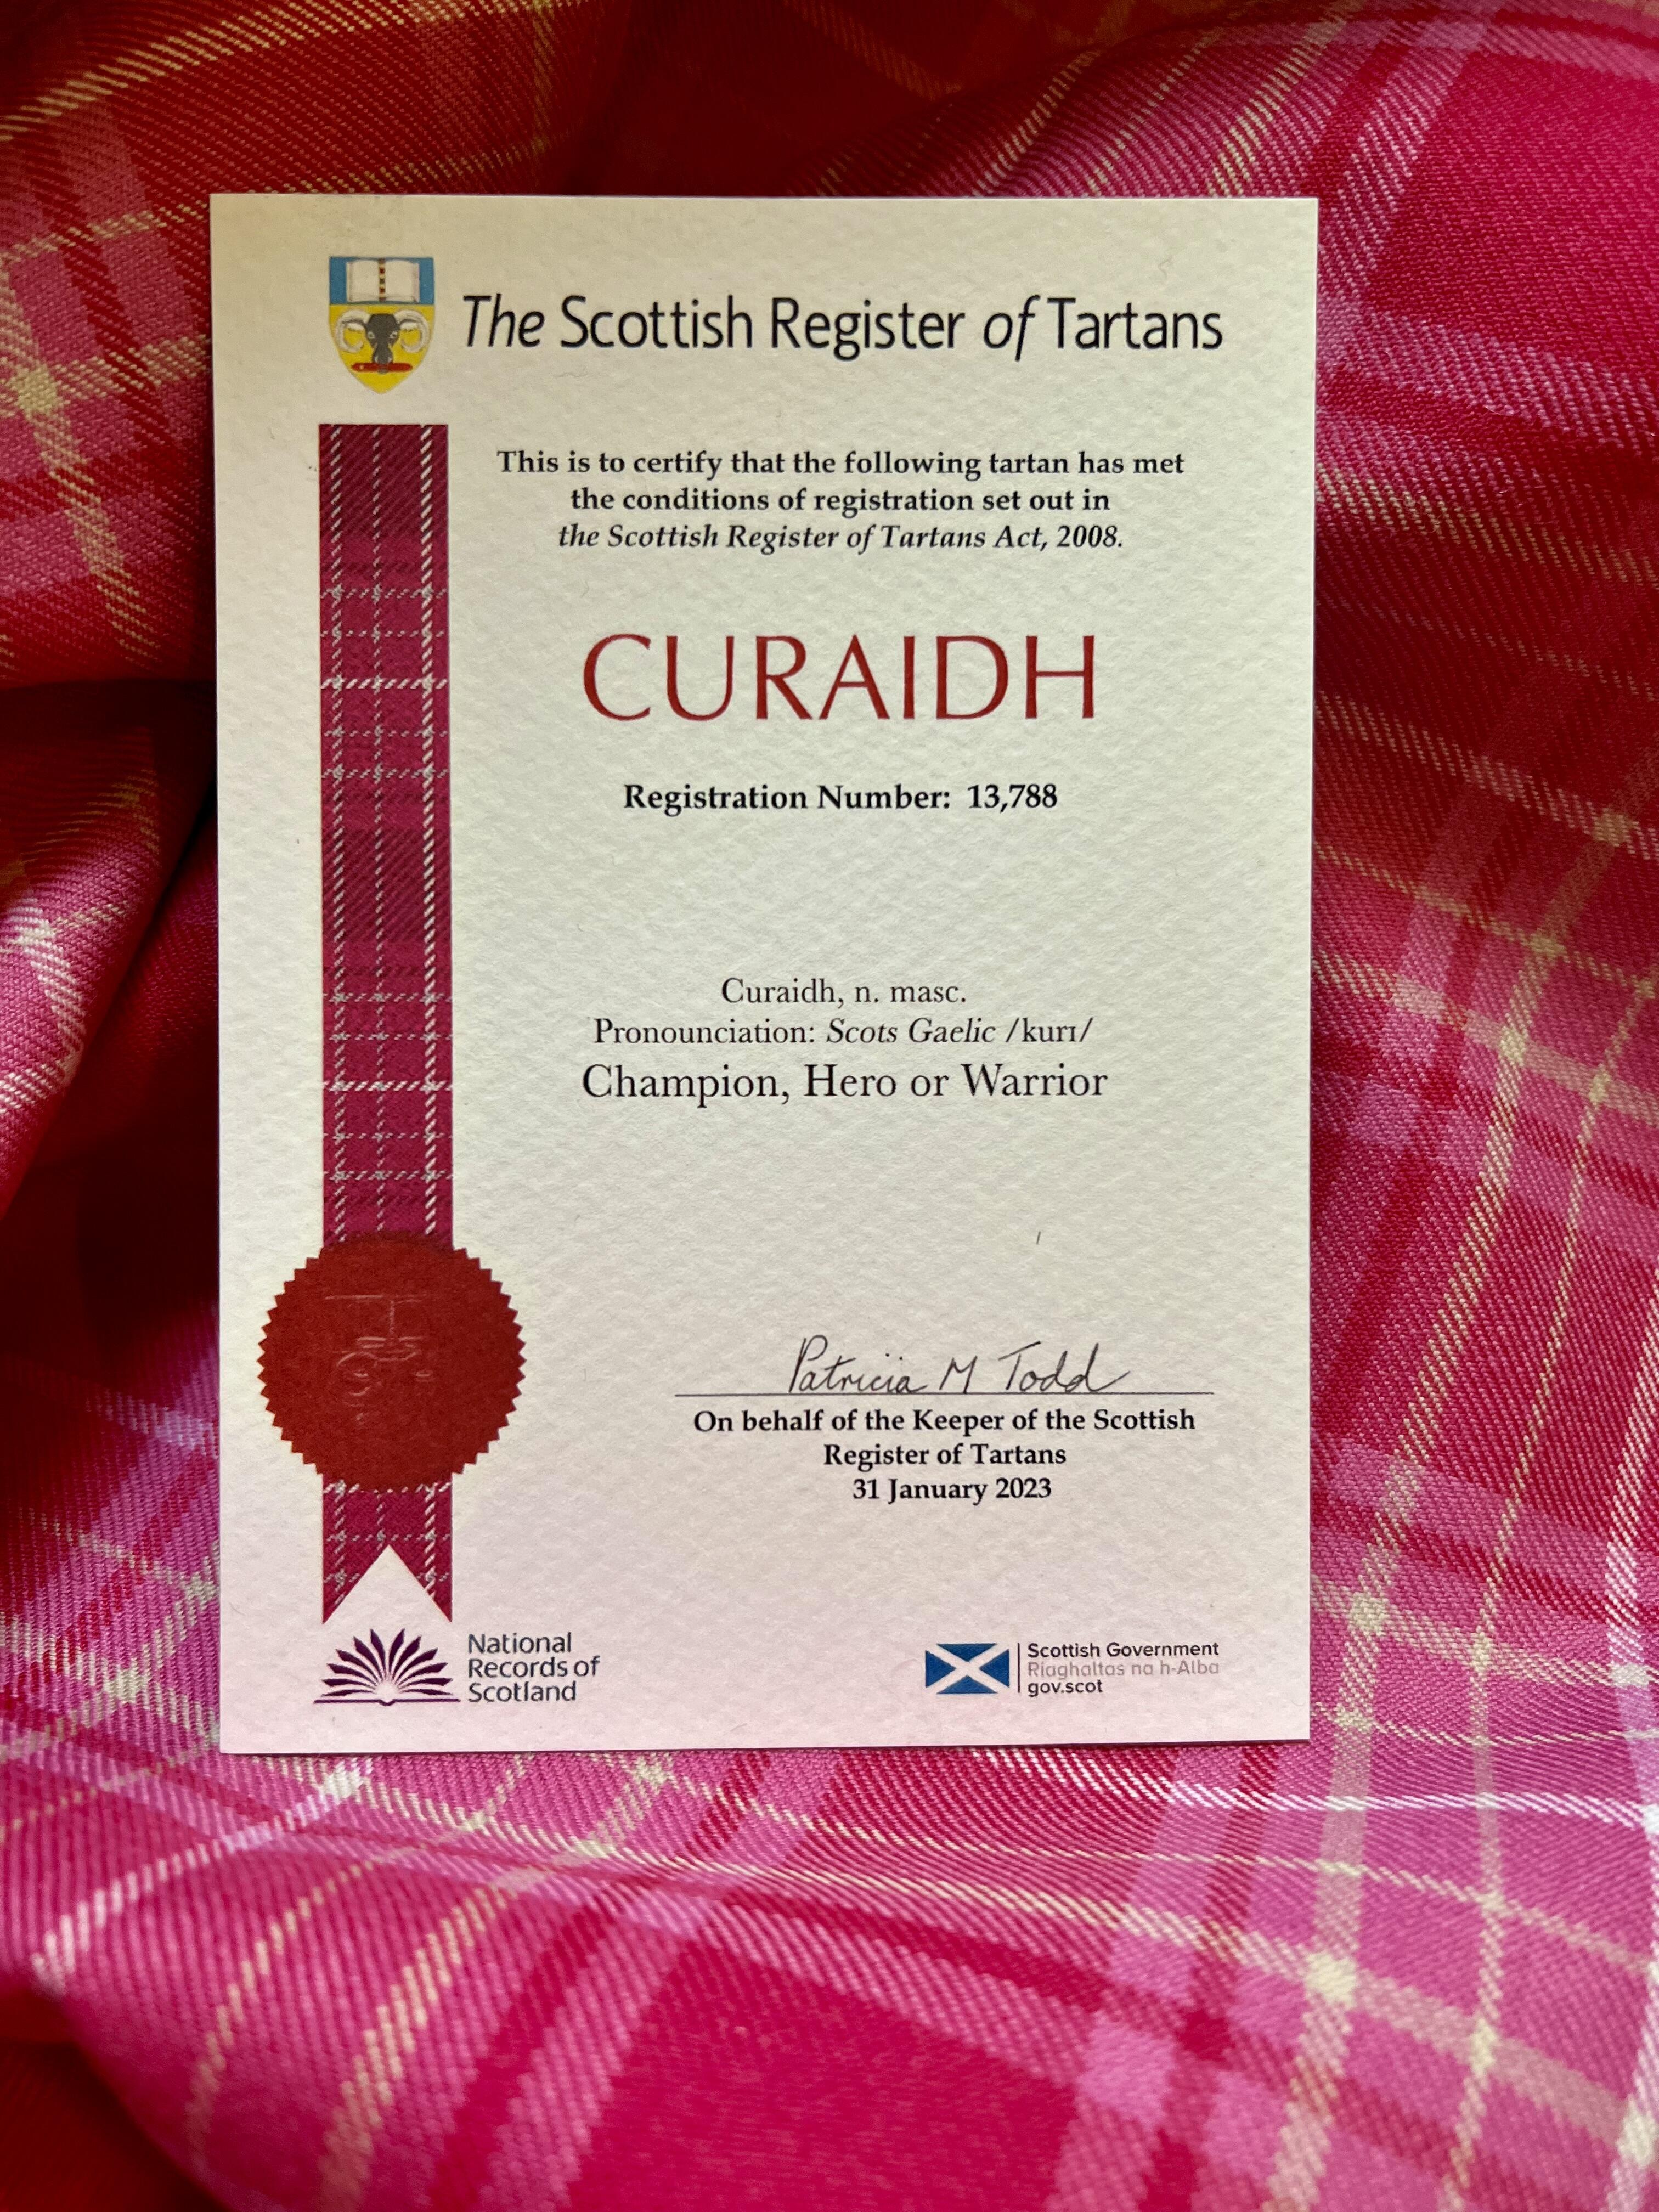 The Scottish Register of Tartans
This is to certify that the following tartan has met
the conditions of registration set out in
the Scottish Register of Tartans Act, 2008.
CURAIDH
Registration Number: 13,788
Curaidh, n. masc.
Pronounciation: Scots Gaelic /kurɪ/
Champion, Hero or Warrior
Patricia M Todd
On behalf of the Keeper of the Scottish
Register of Tartans
31 January 2023
National
Records of
Scotland
Scottish Government
Riaghaltas na h-Alba
gov.scot